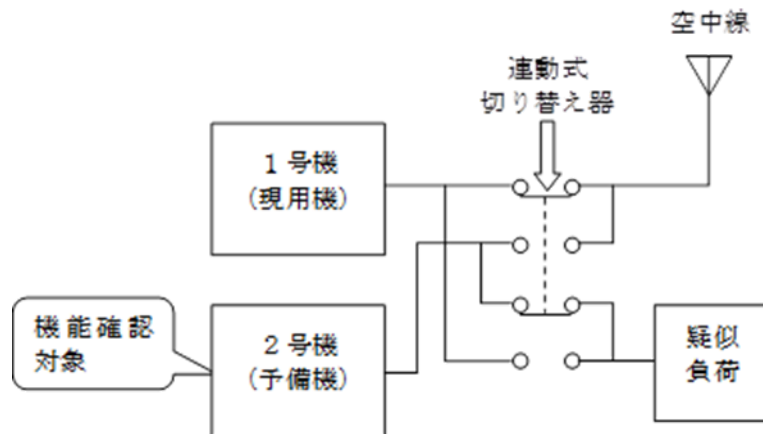 空中線
連動式
切り替え器
1号機
(現用機)
機能確認
対象
2号機
(予備機)
疑似
負荷